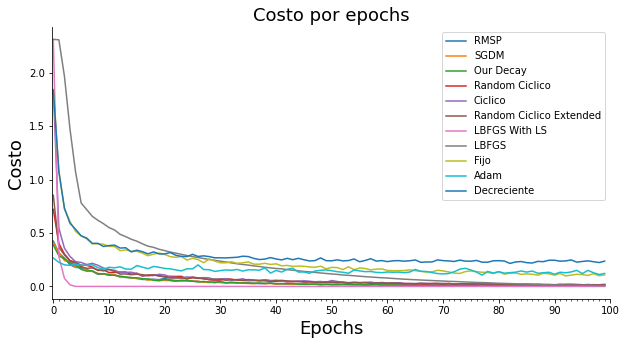 Costo por epochs
Costo
2.0
1.5
1.0
0.5
0.0
RMSP
SGDM
Our Decay
Random Ciclico
Ciclico
Random Ciclico Extended
LBFGS With LS
LBFGS
Fijo
Adam
Decreciente
0 10 20 30 40 50 60 70 80 90 100
Epochs